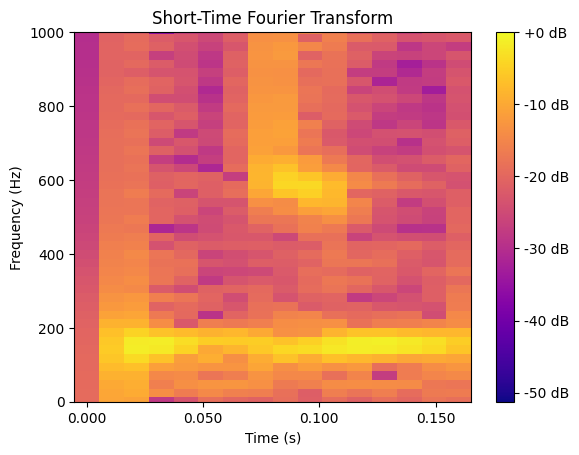 Short-Time Fourier Transform
1000
800
600
400
200
0
Frequency (Hz)
0.000
0.050
0.100
0.150
Time (s)
+0 dB
-10 dB
-20 dB
-30 dB
-40 dB
-50 dB